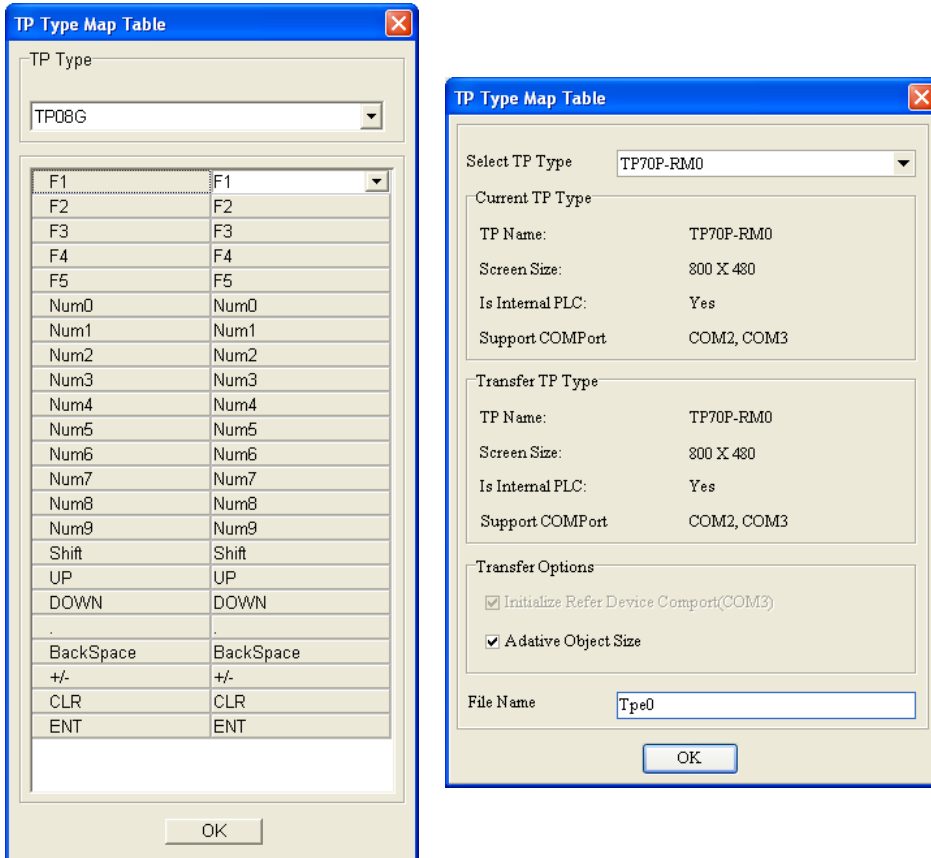 TP Type Map Table
TP Type
TP08G
F1 F1
F2 F2
F3 F3
F4 F4
F5 F5
Num0 Num0
Num1 Num1
Num2 Num2
Num3 Num3
Num4 Num4
Num5 Num5
Num6 Num6
Num7 Num7
Num8 Num8
Num9 Num9
Shift Shift
UP UP
DOWN DOWN
. .
BackSpace BackSpace
+/- +/-
CLR CLR
ENT ENT
OK
TP Type Map Table
Select TP Type TP70P-RM0
Current TP Type
TP Name: TP70P-RM0
Screen Size: 800 X 480
Is Internal PLC: Yes
Support COMPort COM2, COM3
Transfer TP Type
TP Name: TP70P-RM0
Screen Size: 800 X 480
Is Internal PLC: Yes
Support COMPort COM2, COM3
Transfer Options
Initialize Refer Device Comport(COM3)
Adative Object Size
File Name Tpe0
OK